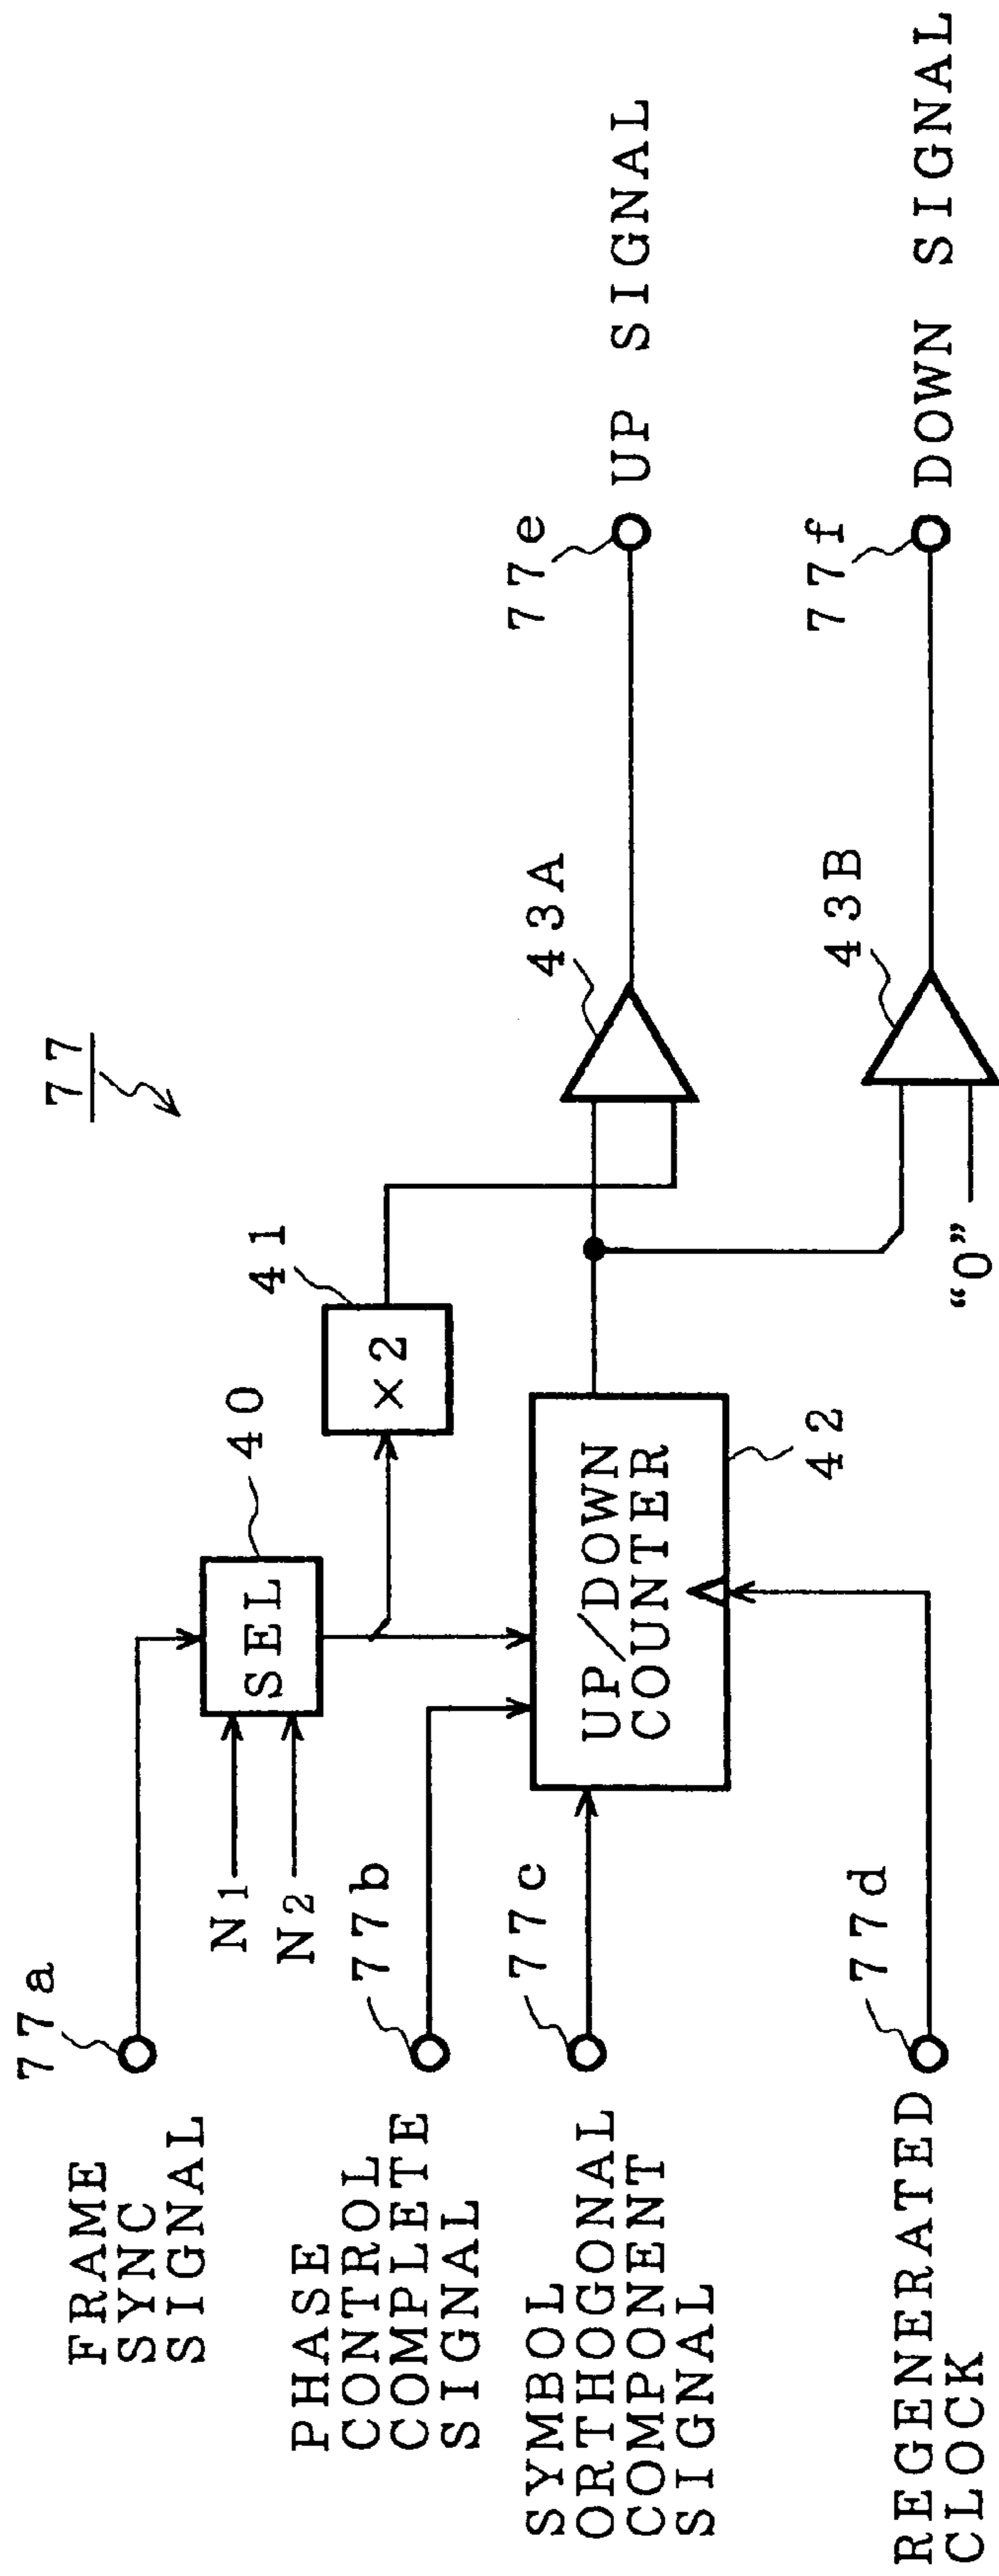 77
77a
FRAME
SYNC
SIGNAL
N1
N2
SEL
40
×2
41
77b
PHASE
CONTROL
COMPLETE
SIGNAL
77c
SYMBOL
ORTHOGONAL
COMPONENT
SIGNAL
UP/DOWN
COUNTER
42
43A
77e
UP SIGNAL
77d
REGENERATED
CLOCK
“0”
43B
77f
DOWN SIGNAL